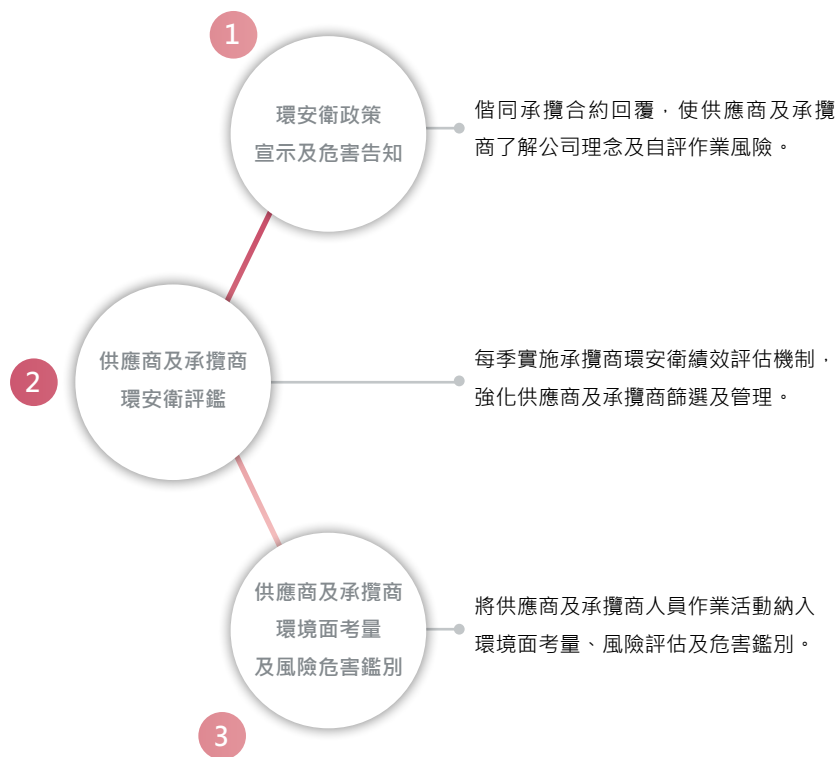 1
環安衛政策
宣示及危害告知
偕同承攬合約回覆，使供應商及承攬
商了解公司理念及自評作業風險。
2
供應商及承攬商
環安衛評鑑
每季實施承攬商環安衛績效評估機制，
強化供應商及承攬商篩選及管理。
供應商及承攬商
環境面考量
及風險危害鑑別
將供應商及承攬商人員作業活動納入
環境面考量、風險評估及危害鑑別。
3